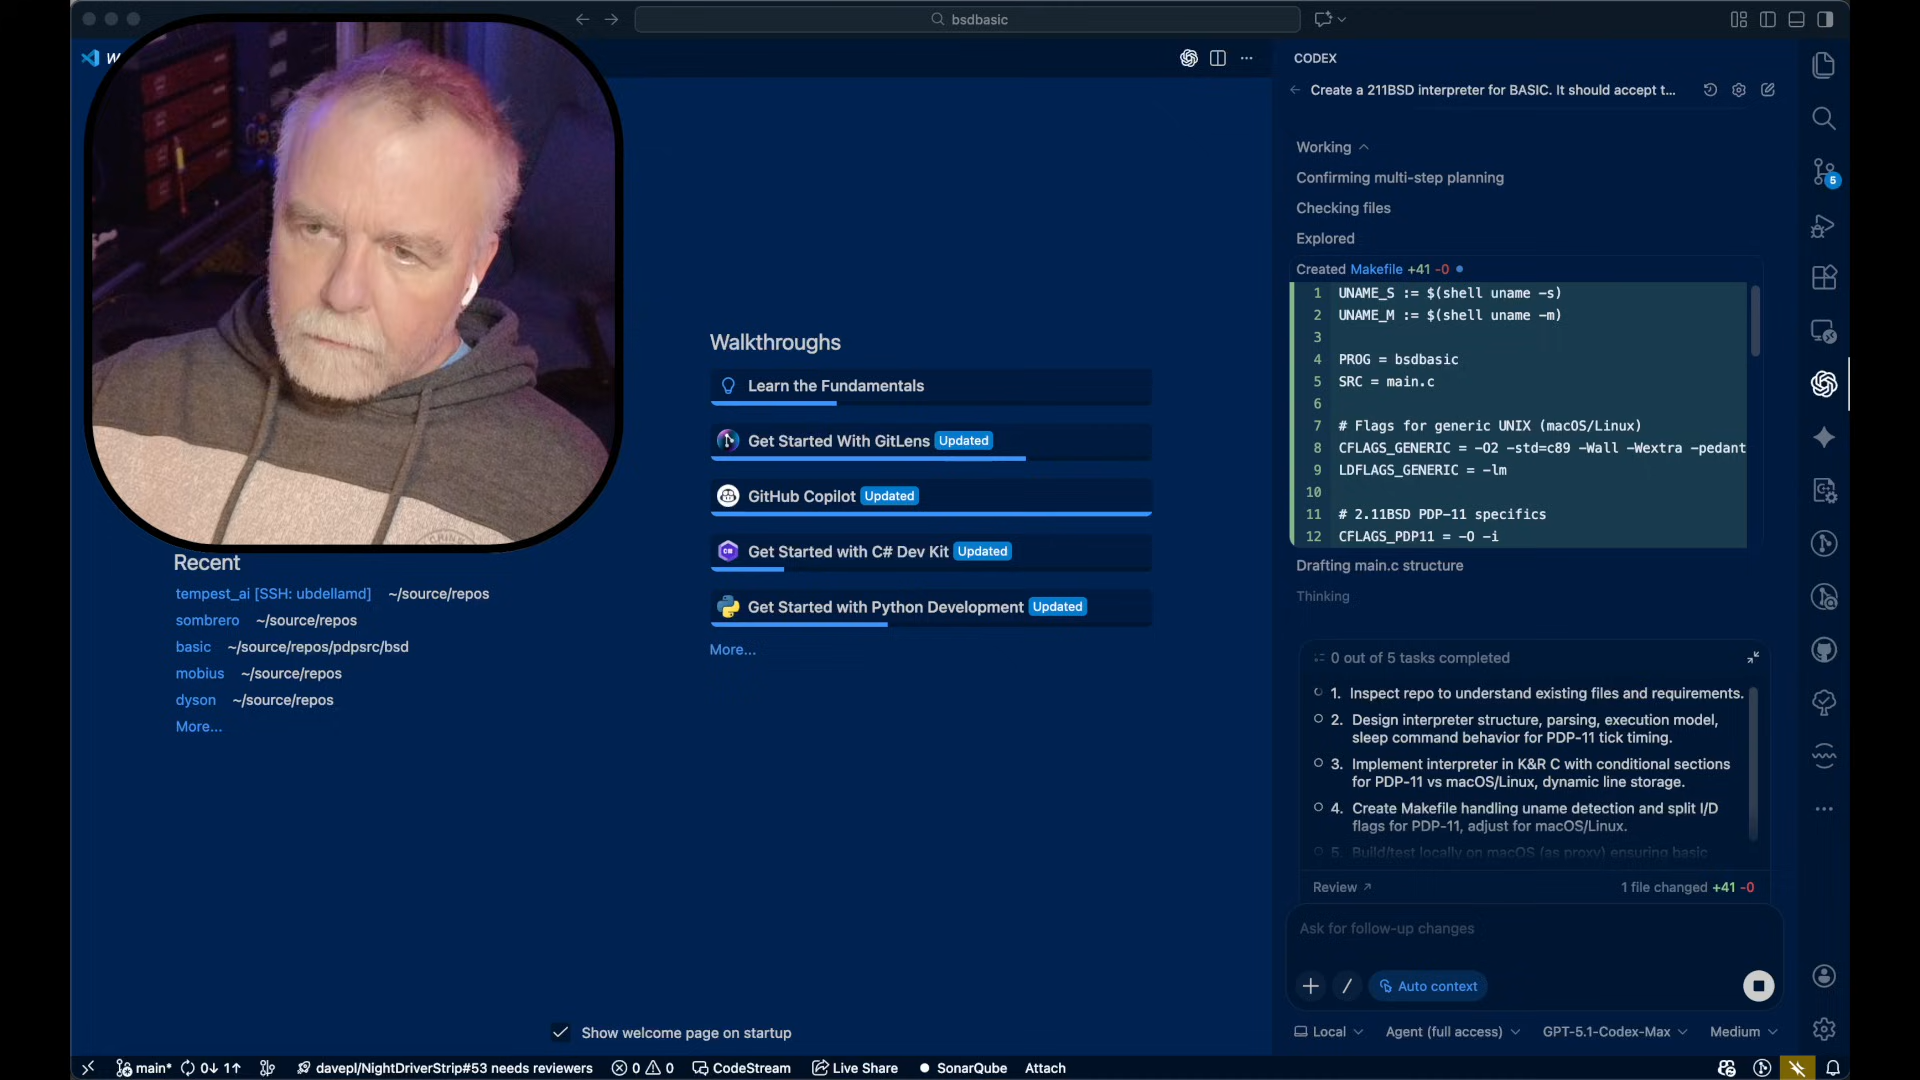 bsdbasic
W
CODEX
Create a 211BSD interpreter for BASIC. It should accept t...
Working
Confirming multi-step planning
Checking files
Explored
Created Makefile +41 -0
1 UNAME_S := $(shell uname -s)
2 UNAME_M := $(shell uname -m)
3
4 PROG = bsdbasic
5 SRC = main.c
6
7 # Flags for generic UNIX (macOS/Linux)
8 CFLAGS_GENERIC = -O2 -std=c89 -Wall -Wextra -pedant
9 LDFLAGS_GENERIC = -lm
10
11 # 2.11BSD PDP-11 specifics
12 CFLAGS_PDP11 = -O -i
Drafting main.c structure
Thinking
0 out of 5 tasks completed
1. Inspect repo to understand existing files and requirements.
2. Design interpreter structure, parsing, execution model,
sleep command behavior for PDP-11 tick timing.
3. Implement interpreter in K&R C with conditional sections
for PDP-11 vs macOS/Linux, dynamic line storage.
4. Create Makefile handling uname detection and split I/D
flags for PDP-11, adjust for macOS/Linux.
5. Build/test locally on macOS (as proxy) ensuring basic
Review
1 file changed +41 -0
Ask for follow-up changes
Auto context
Local
Agent (full access)
GPT-5.1-Codex-Max
Medium
5
Walkthroughs
Learn the Fundamentals
Get Started With GitLens Updated
GitHub Copilot Updated
Get Started with C# Dev Kit Updated
Get Started with Python Development Updated
More...
Recent
tempest_ai [SSH: ubdellamd] ~/source/repos
sombrero ~/source/repos
basic ~/source/repos/pdpsrc/bsd
mobius ~/source/repos
dyson ~/source/repos
More...
Show welcome page on startup
main* 0↓ 1↑ davepl/NightDriverStrip#53 needs reviewers 0 0 CodeStream Live Share SonarQube Attach